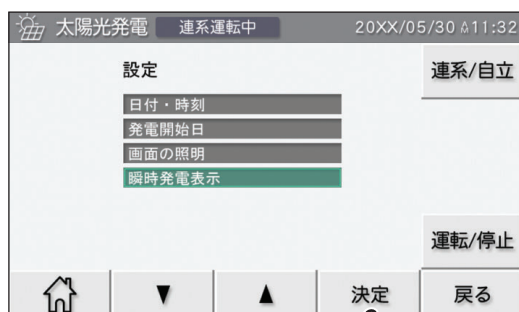 太陽光発電 連系運転中 20XX/05/30 11:32
設定
連系/自立
日付・時刻
発電開始日
画面の照明
瞬時発電表示
運転/停止
▼ ▲ 決定 戻る